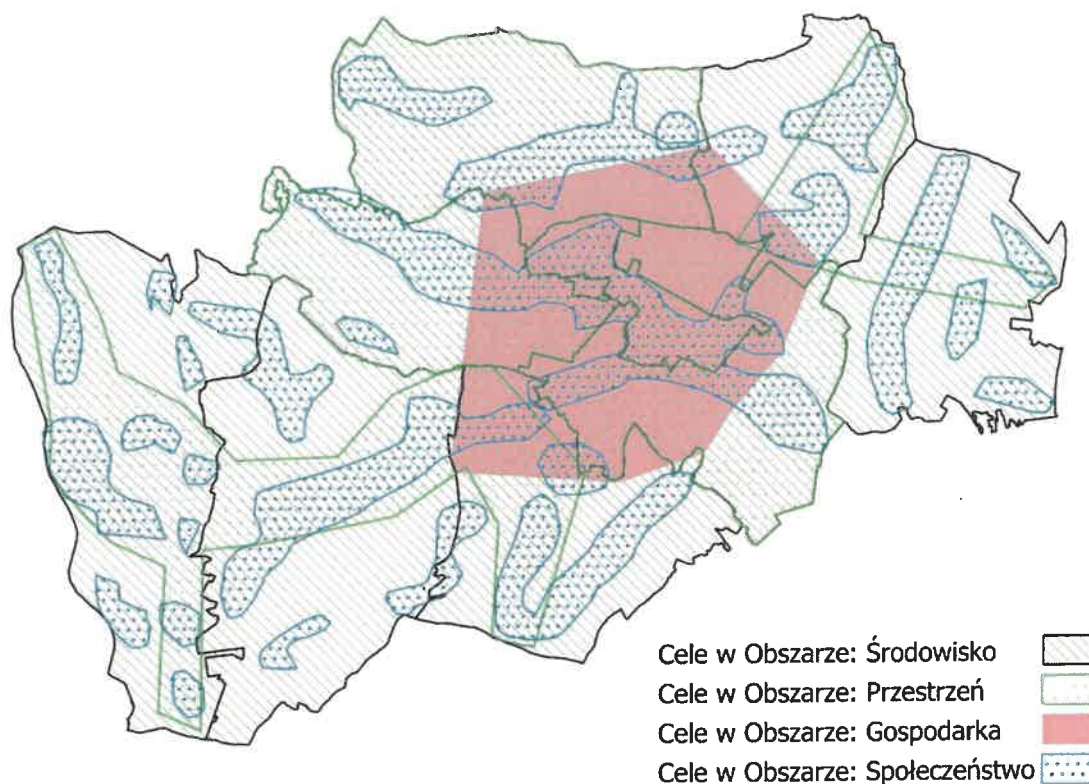 Cele w Obszarze: Środowisko
Cele w Obszarze: Przestrzeń
Cele w Obszarze: Gospodarka
Cele w Obszarze: Społeczeństwo